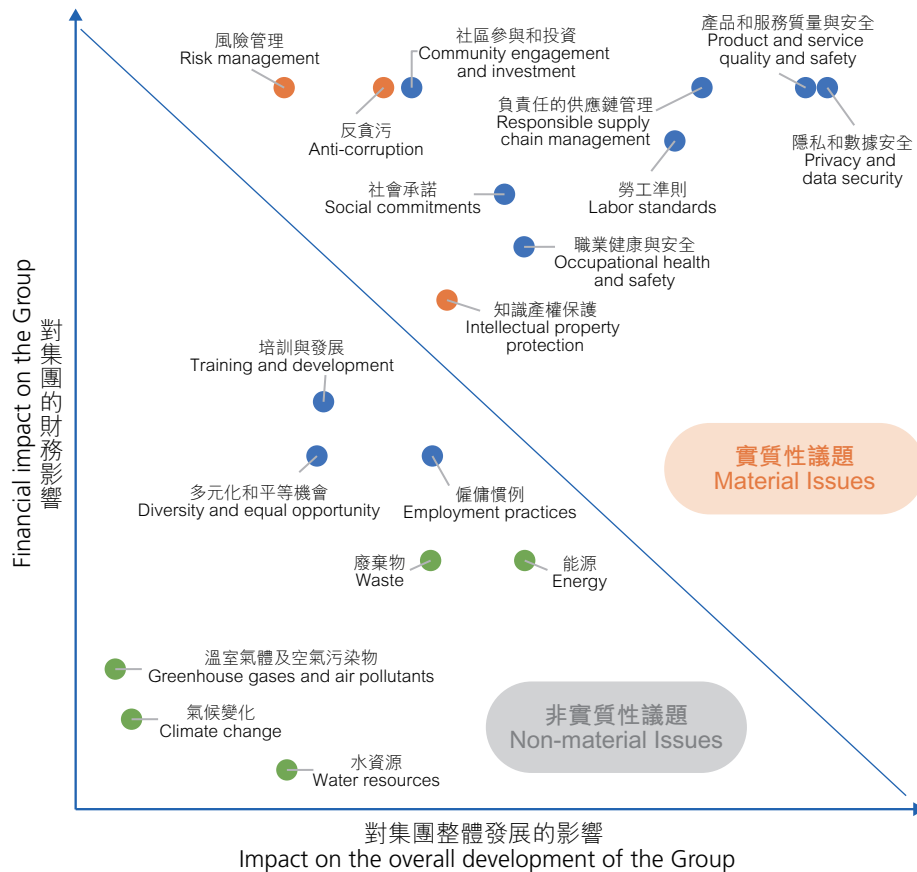 風險管理
Risk management
社區參與和投資
Community engagement
and investment
產品和服務質量與安全
Product and service
quality and safety
反貪污
Anti-corruption
負責任的供應鏈管理
Responsible supply
chain management
隱私和數據安全
Privacy and
data security
社會承諾
Social commitments
勞工準則
Labor standards
職業健康與安全
Occupational health
and safety
知識產權保護
Intellectual property
protection
培訓與發展
Training and development
多元化和平等機會
Diversity and equal opportunity
僱傭慣例
Employment practices
實質性議題
Material Issues
廢棄物
Waste
能源
Energy
溫室氣體及空氣污染物
Greenhouse gases and air pollutants
氣候變化
Climate change
水資源
Water resources
非實質性議題
Non-material Issues
對集團的財務影響
Financial impact on the Group
對集團整體發展的影響
Impact on the overall development of the Group